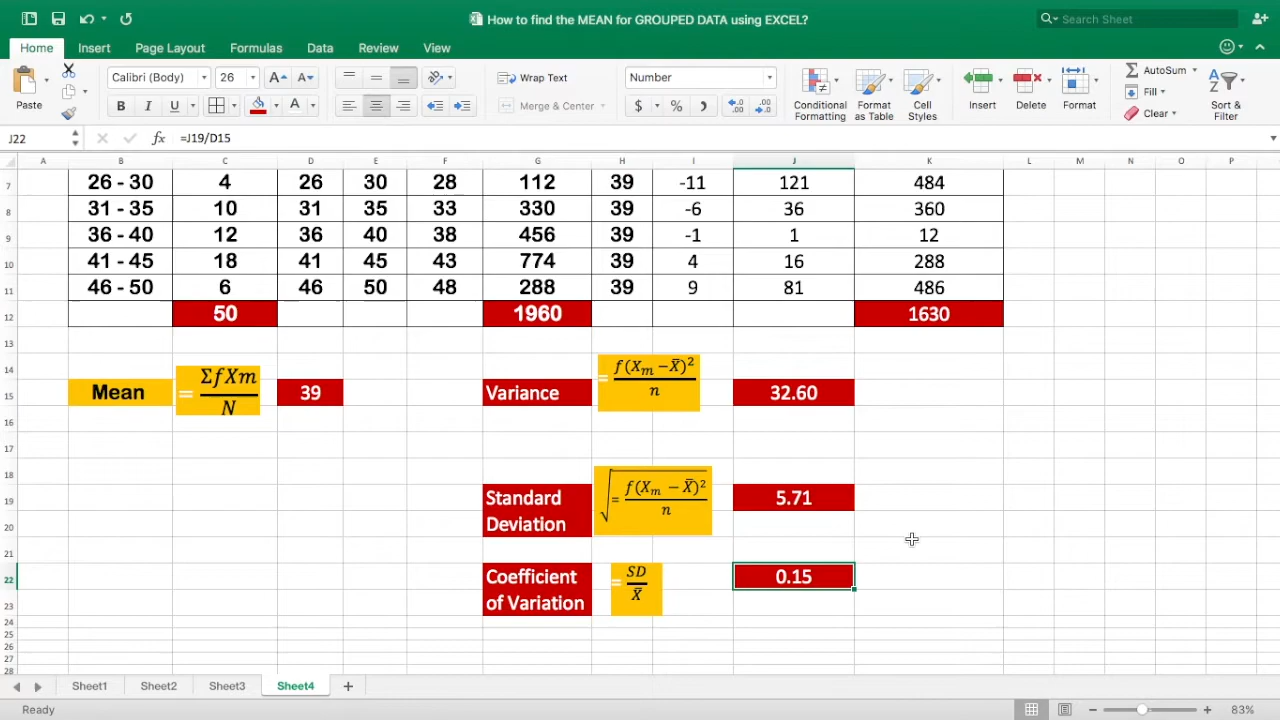 How to find the MEAN for GROUPED DATA using EXCEL?
Search Sheet
Home Insert Page Layout Formulas Data Review View
Paste
Calibri (Body) 26 A A
B I U A
Wrap Text
Merge & Center
Number
$ % .0 .00 .00 .0
Conditional Formatting
Format as Table
Cell Styles
Insert
Delete
Format
AutoSum
Fill
Clear
Sort & Filter
J22 fx =J19/D15
A B C D E F G H I J K L M N O P
7 26 - 30 4 26 30 28 112 39 -11 121 484
8 31 - 35 10 31 35 33 330 39 -6 36 360
9 36 - 40 12 36 40 38 456 39 -1 1 12
10 41 - 45 18 41 45 43 774 39 4 16 288
11 46 - 50 6 46 50 48 288 39 9 81 486
12 50 1960 1630
13
14
15 Mean = ΣfXm / N 39 Variance = f(Xₘ −X̄)² / n 32.60
16
17
18
19 Standard √= f(Xₘ − X̄)² / n 5.71
20 Deviation
21
22 Coefficient = SD / X̄ 0.15
23 of Variation
24
25
26
27
28
Sheet1 Sheet2 Sheet3 Sheet4 +
Ready 83%